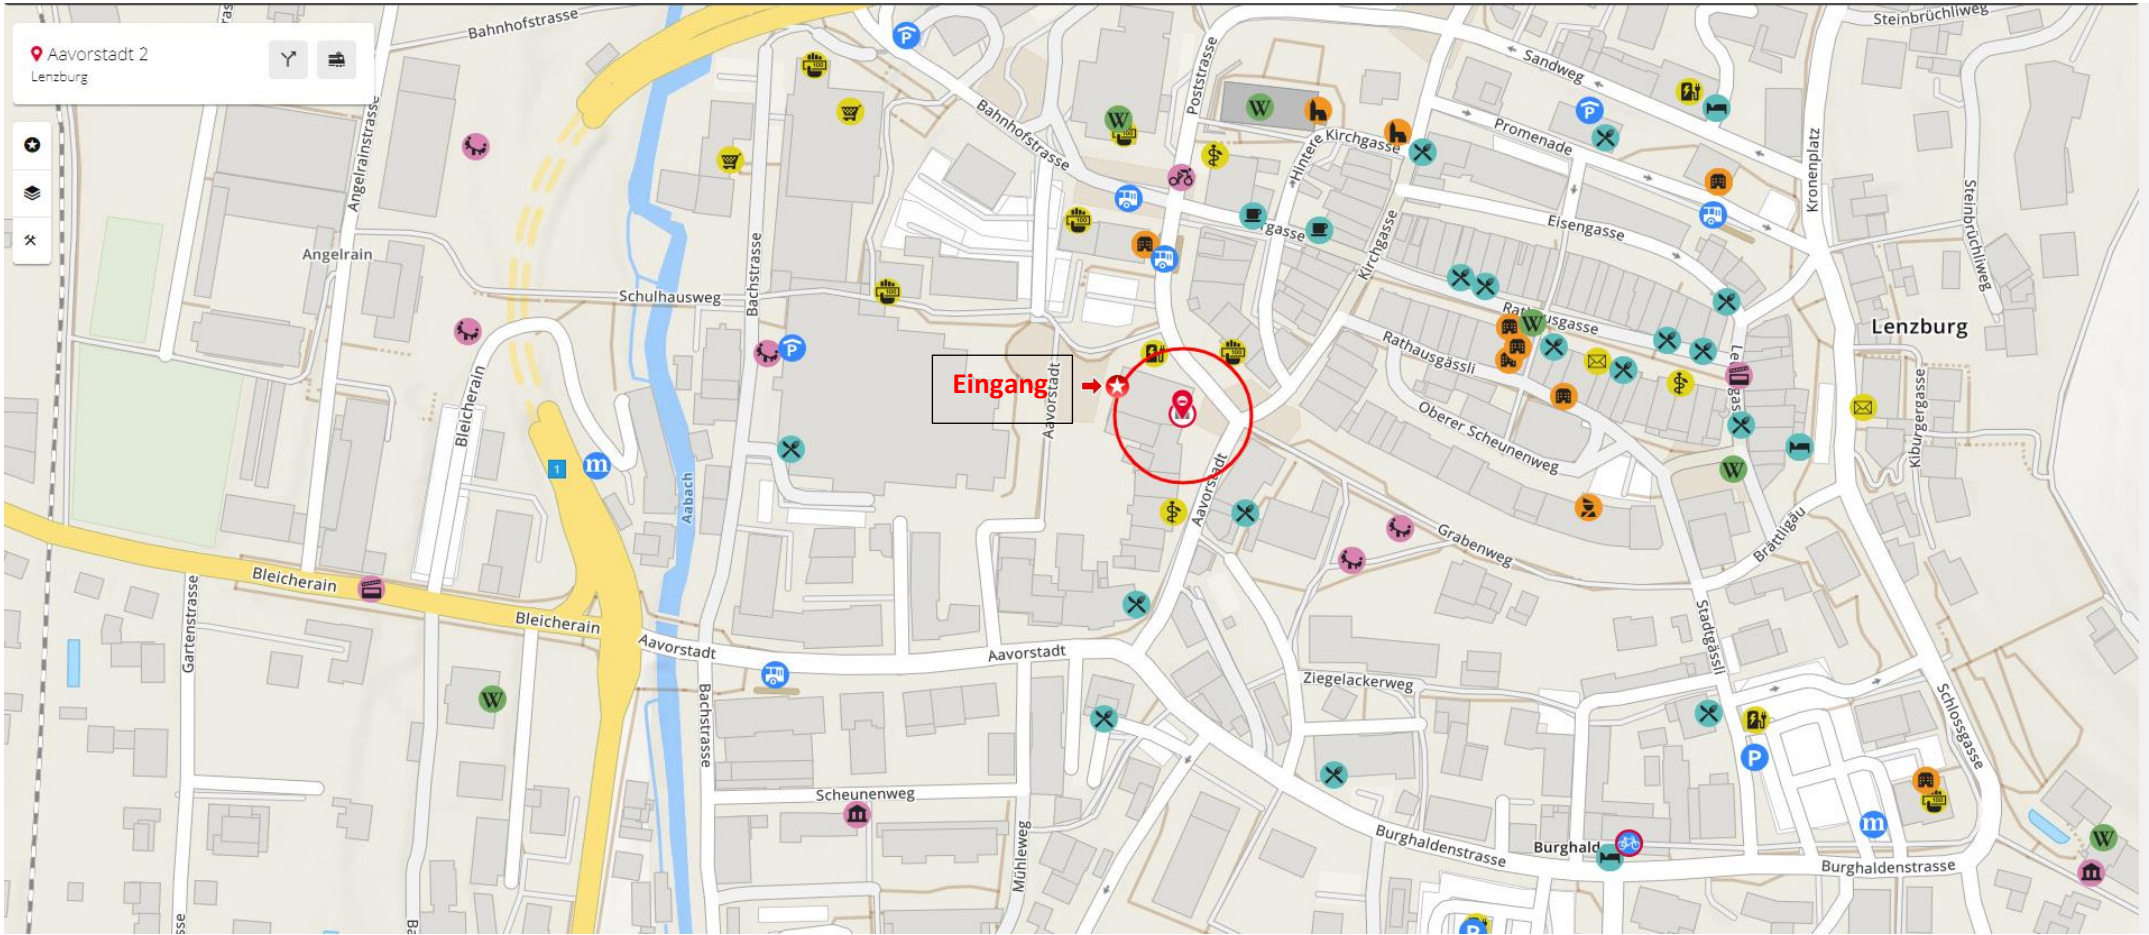 Aavorstadt 2
Lenzburg
Bahnhofstrasse
Steinbrüchliweg
Sandweg
Poststrasse
Angelrainstrasse
Bahnhofstrasse
Promenade
Hintere Kirchgasse
Kronenplatz
Steinbrüchliweg
Eisengasse
Kirchgasse
Angelrain
Schulhausweg
Bachstrasse
Lenzburg
Rathausgässli
Eingang
Aavorstadt
Bleicherain
Oberer Scheunenweg
Kiburgergasse
1
m
Aabach
Aavorstadt
Grabenweg
Brättligäu
Bleicherain
Gartenstrasse
Bleicherain
Aavorstadt
Aavorstadt
Stadtgässli
Ziegelackerweg
Schlossgasse
Bachstrasse
Scheunenweg
Mühleweg
m
Burghaldenstrasse
Burghald
Burghaldenstrasse